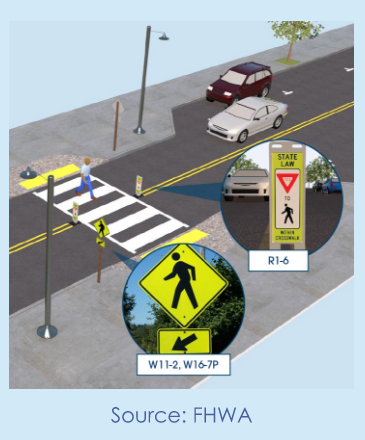 STATE
LAW
TO
WITHIN
CROSSWALK
R1-6
W11-2, W16-7P
Source: FHWA